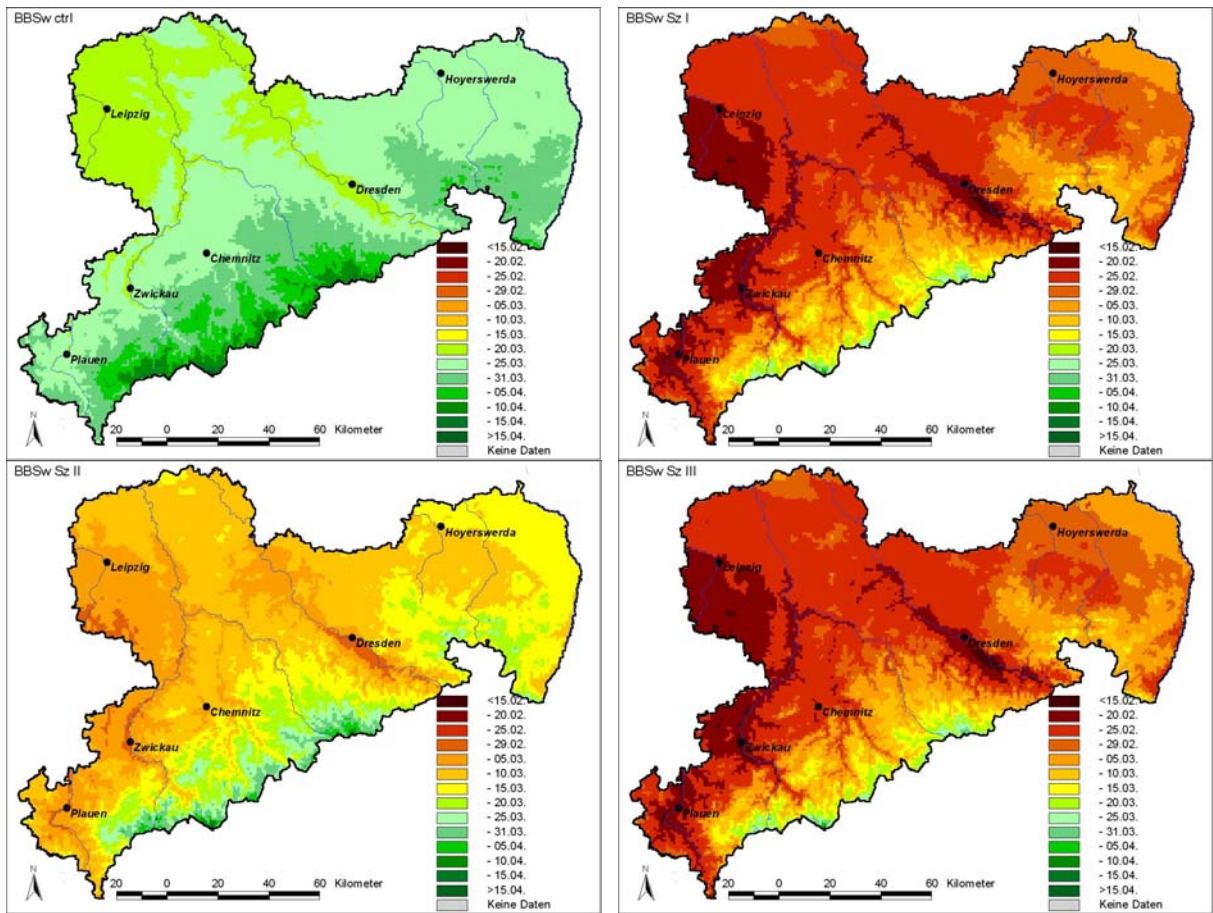 BBSw ctrl
Hoyerswerda
Leipzig
Dresden
Chemnitz
Zwickau
Plauen
<15.02.
- 20.02.
- 25.02.
- 29.02.
- 05.03.
- 10.03.
- 15.03.
- 20.03.
- 25.03.
- 31.03.
- 05.04.
- 10.04.
- 15.04.
>15.04.
Keine Daten
N
20 0 20 40 60 Kilometer
BBSw Sz I
Hoyerswerda
Leipzig
Dresden
Chemnitz
Zwickau
Plauen
<15.02.
- 20.02.
- 25.02.
- 29.02.
- 05.03.
- 10.03.
- 15.03.
- 20.03.
- 25.03.
- 31.03.
- 05.04.
- 10.04.
- 15.04.
>15.04.
Keine Daten
N
20 0 20 40 60 Kilometer
BBSw Sz II
Hoyerswerda
Leipzig
Dresden
Chemnitz
Zwickau
Plauen
<15.02.
- 20.02.
- 25.02.
- 29.02.
- 05.03.
- 10.03.
- 15.03.
- 20.03.
- 25.03.
- 31.03.
- 05.04.
- 10.04.
- 15.04.
>15.04.
Keine Daten
N
20 0 20 40 60 Kilometer
BBSw Sz III
Hoyerswerda
Leipzig
Dresden
Chemnitz
Zwickau
Plauen
<15.02.
- 20.02.
- 25.02.
- 29.02.
- 05.03.
- 10.03.
- 15.03.
- 20.03.
- 25.03.
- 31.03.
- 05.04.
- 10.04.
- 15.04.
>15.04.
Keine Daten
N
20 0 20 40 60 Kilometer